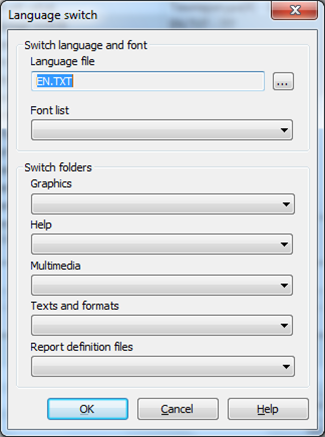 Language switch
Switch language and font
Language file
EN.TXT
...
Font list
Switch folders
Graphics
Help
Multimedia
Texts and formats
Report definition files
OK
Cancel
Help